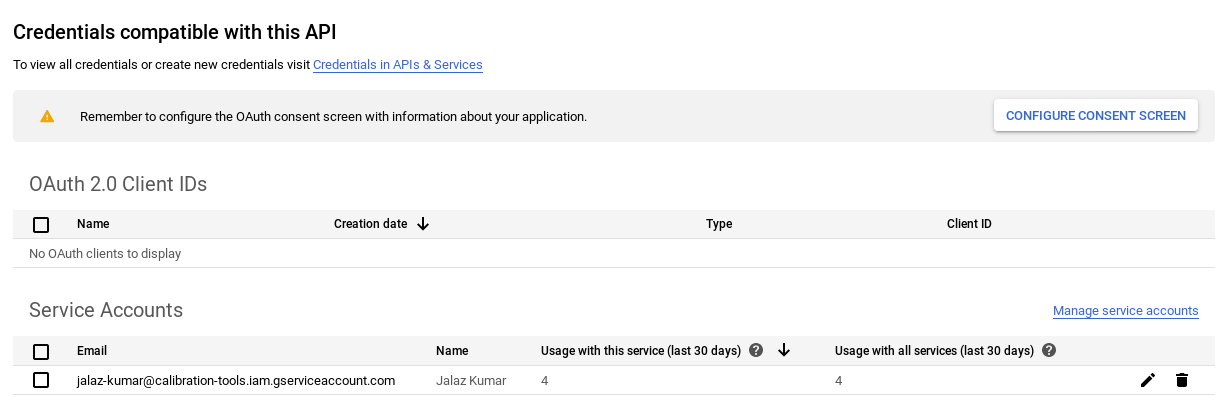 Credentials compatible with this API
To view all credentials or create new credentials visit Credentials in APIs & Services
Remember to configure the OAuth consent screen with information about your application.
CONFIGURE CONSENT SCREEN
OAuth 2.0 Client IDs
Name Creation date Type Client ID
No OAuth clients to display
Service Accounts
Manage service accounts
Email Name Usage with this service (last 30 days) Usage with all services (last 30 days)
jalaz-kumar@calibration-tools.iam.gserviceaccount.com Jalaz Kumar 4 4